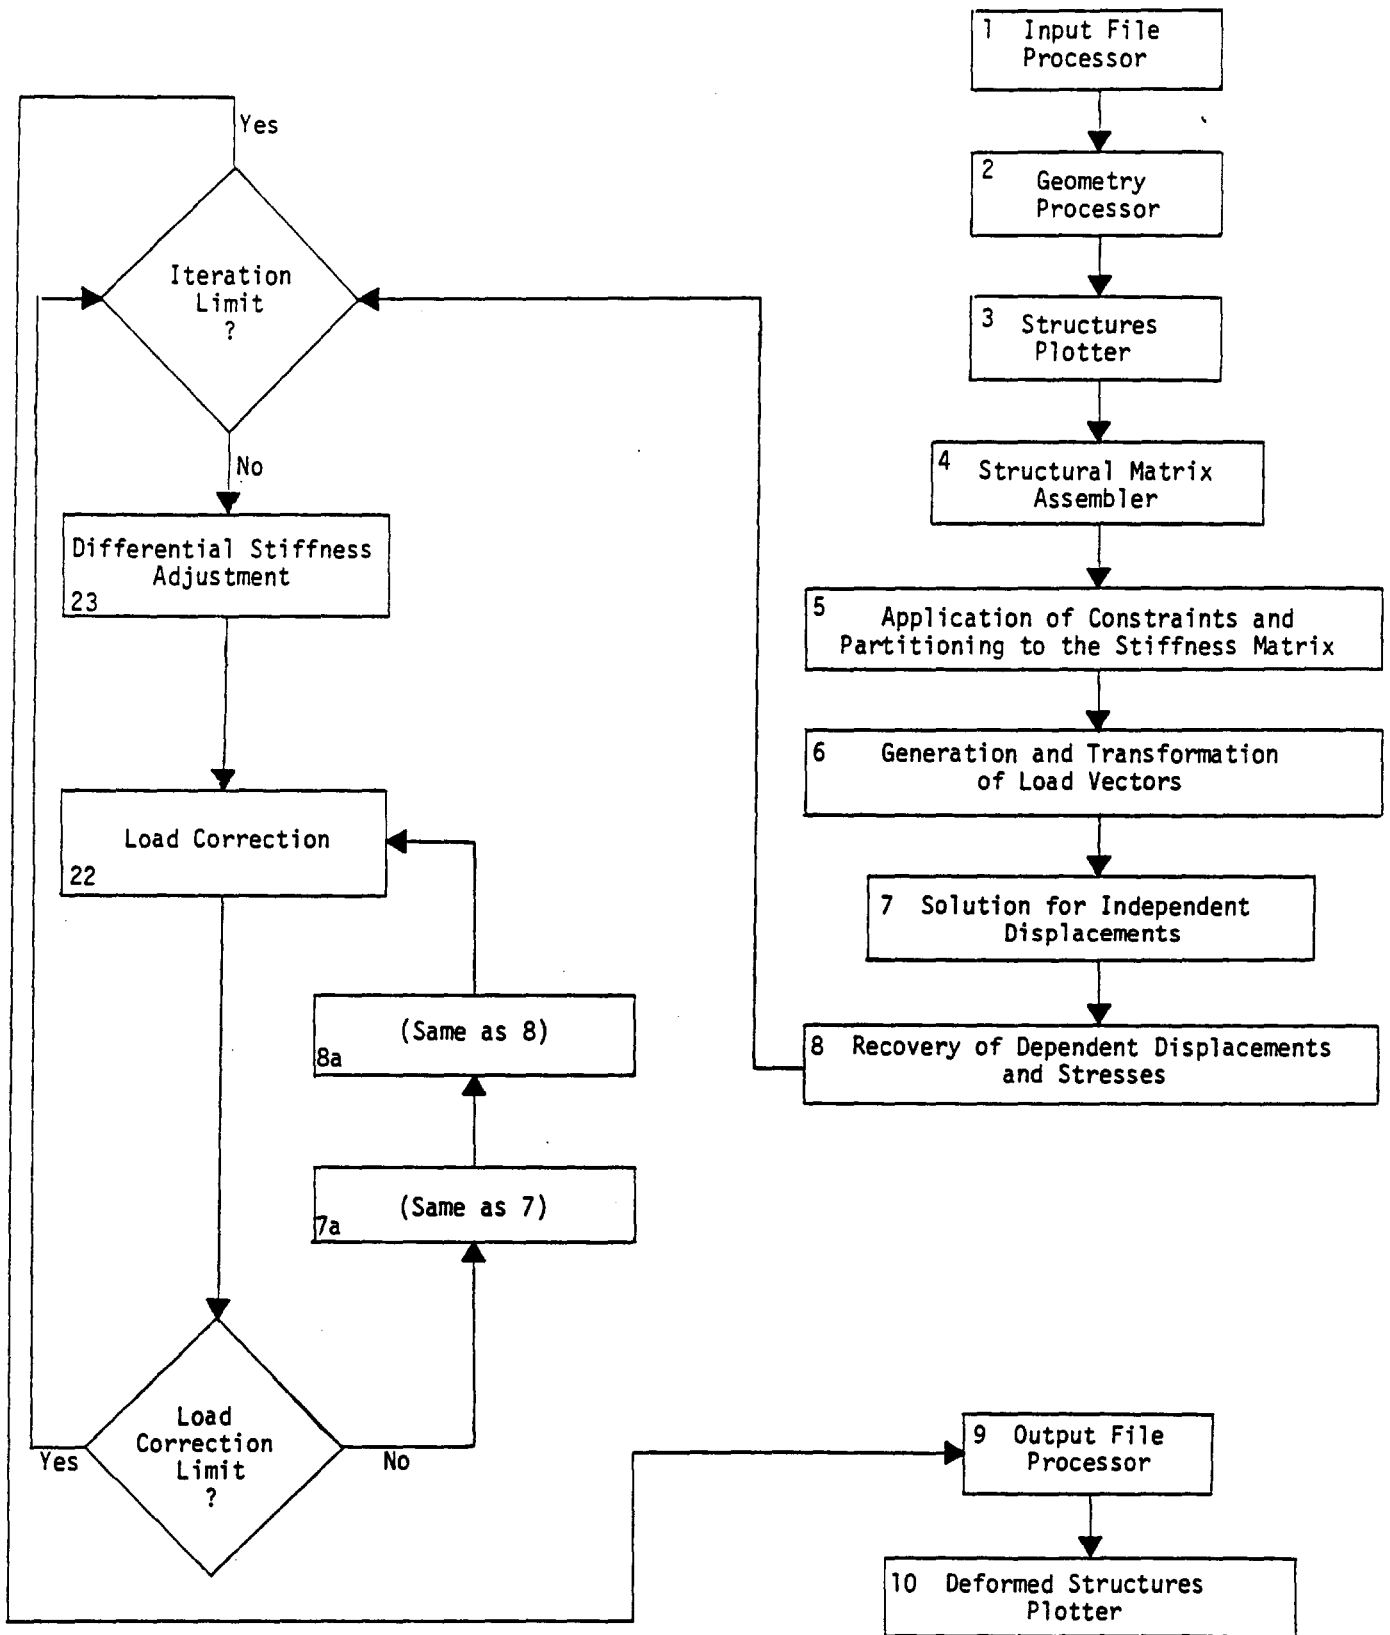 1 Input File
Processor
2
Geometry
Processor
3 Structures
Plotter
4
Structural Matrix
Assembler
5
Application of Constraints and
Partitioning to the Stiffness Matrix
6 Generation and Transformation
of Load Vectors
7 Solution for Independent
Displacements
8 Recovery of Dependent Displacements
and Stresses
Yes
Iteration
Limit
?
No
Differential Stiffness
Adjustment
23
Load Correction
22
(Same as 8)
8a
(Same as 7)
7a
Load
Correction
Limit
?
Yes
No
9 Output File
Processor
10 Deformed Structures
Plotter